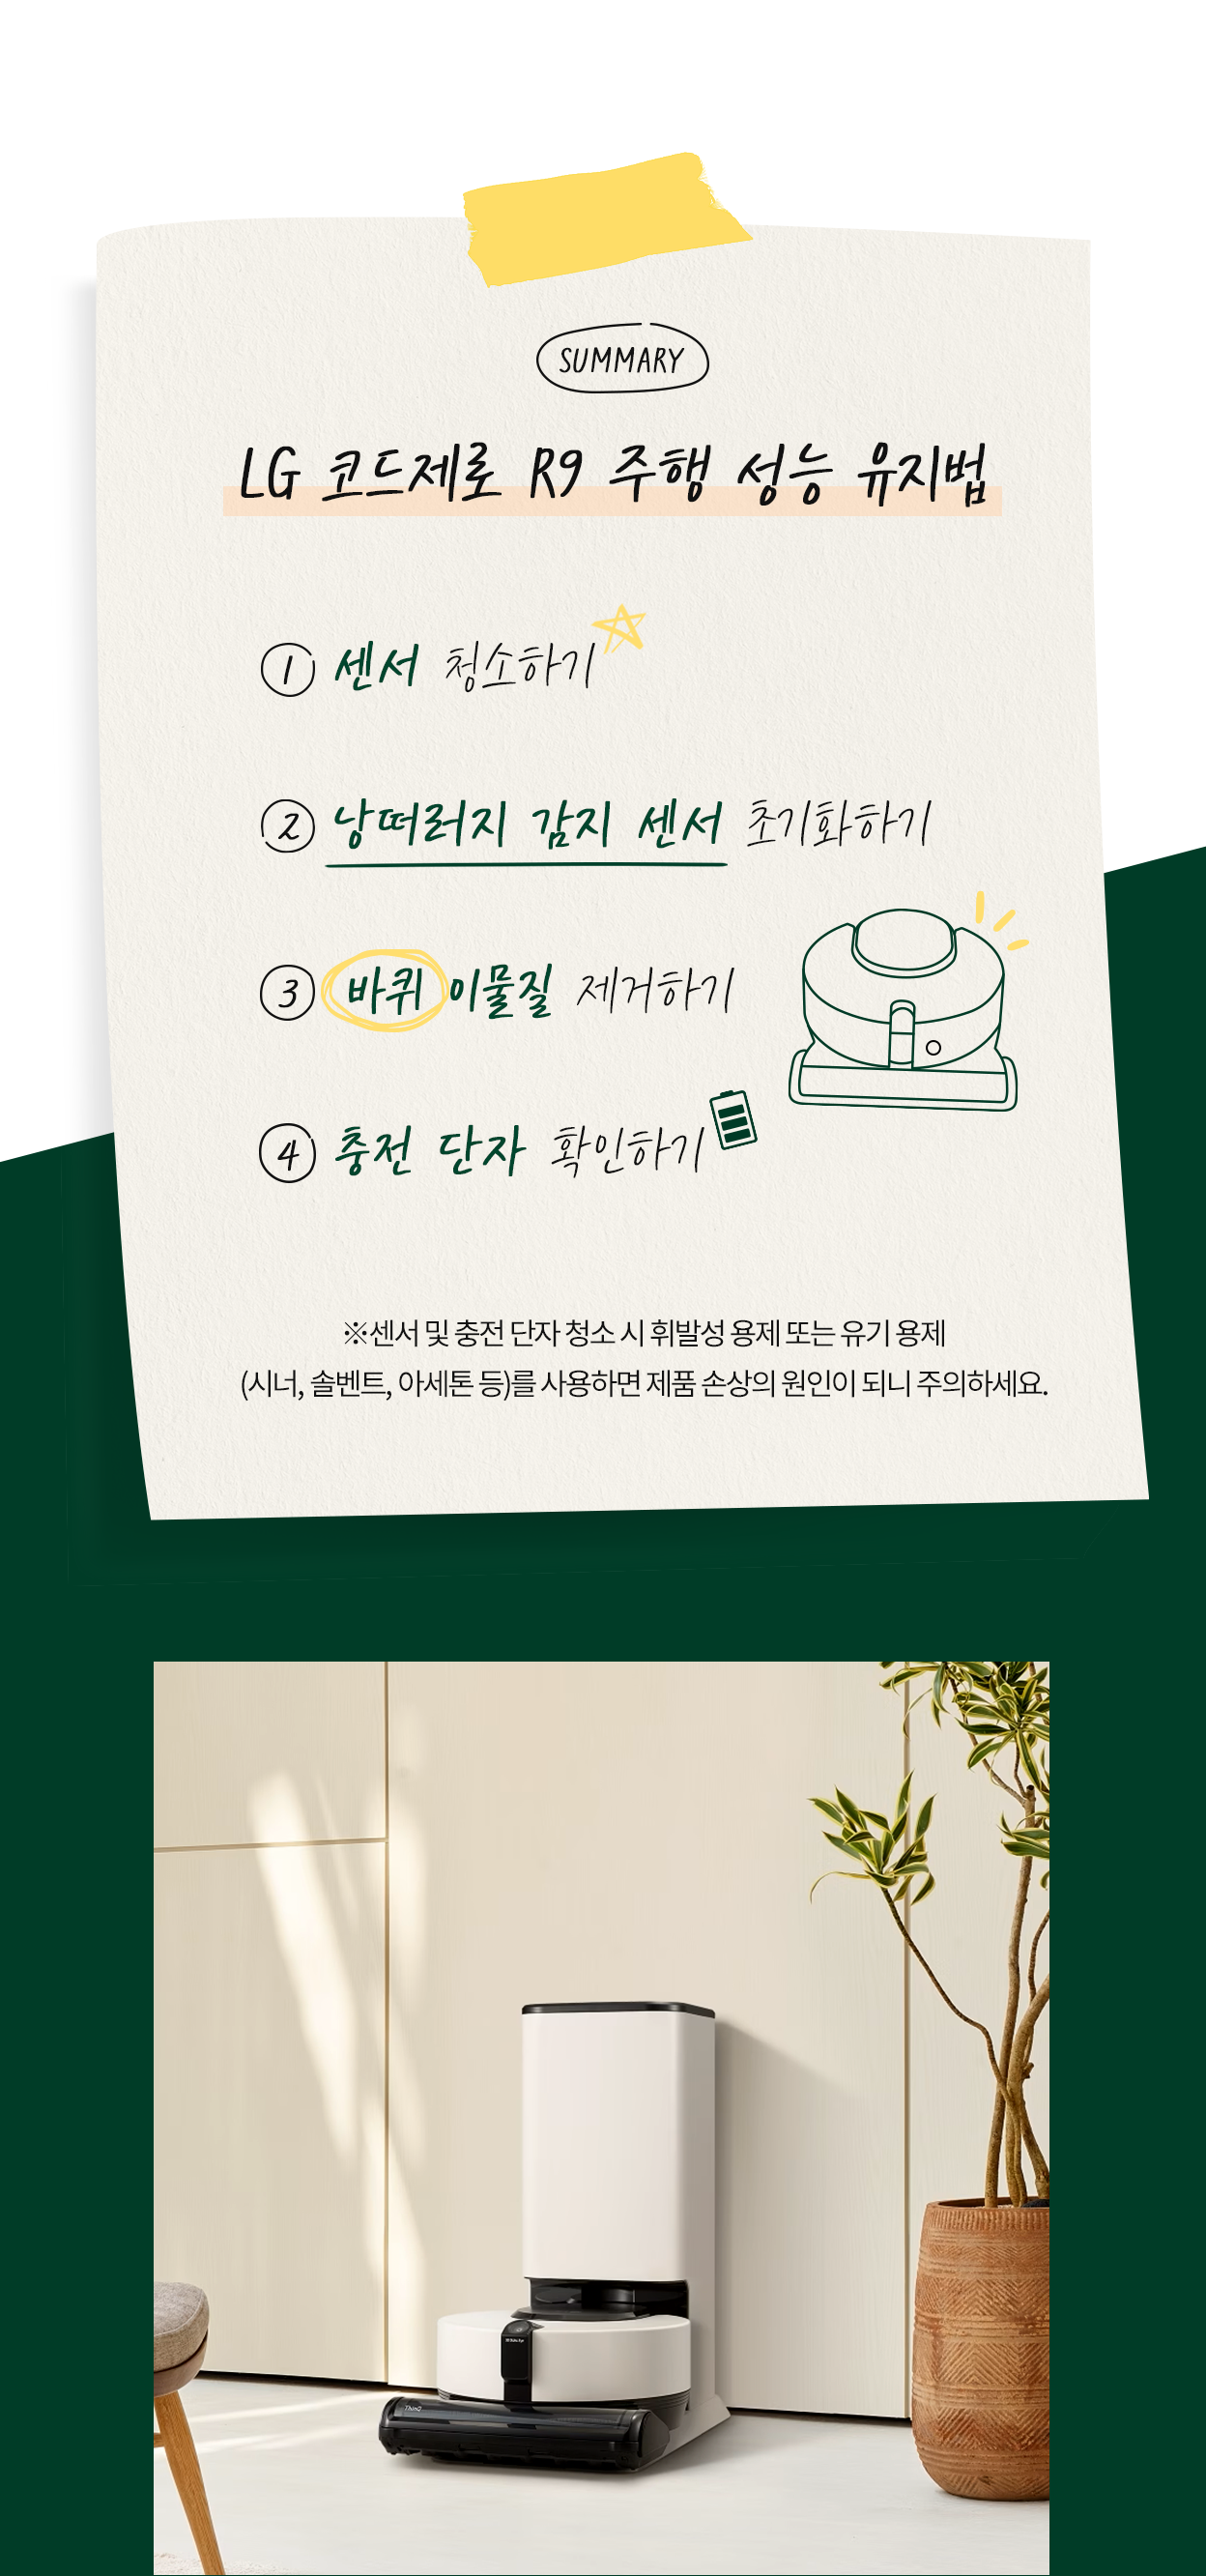 SUMMARY
LG 코드제로 R9 주행 성능 유지법
① 센서 청소하기
② 낭떠러지 감지 센서 초기화하기
③ 바퀴 이물질 제거하기
④ 충전 단자 확인하기
※센서 및 충전 단자 청소 시 휘발성 용제 또는 유기 용제
(시너, 솔벤트, 아세톤 등)를 사용하면 제품 손상의 원인이 되니 주의하세요.
ThinQ